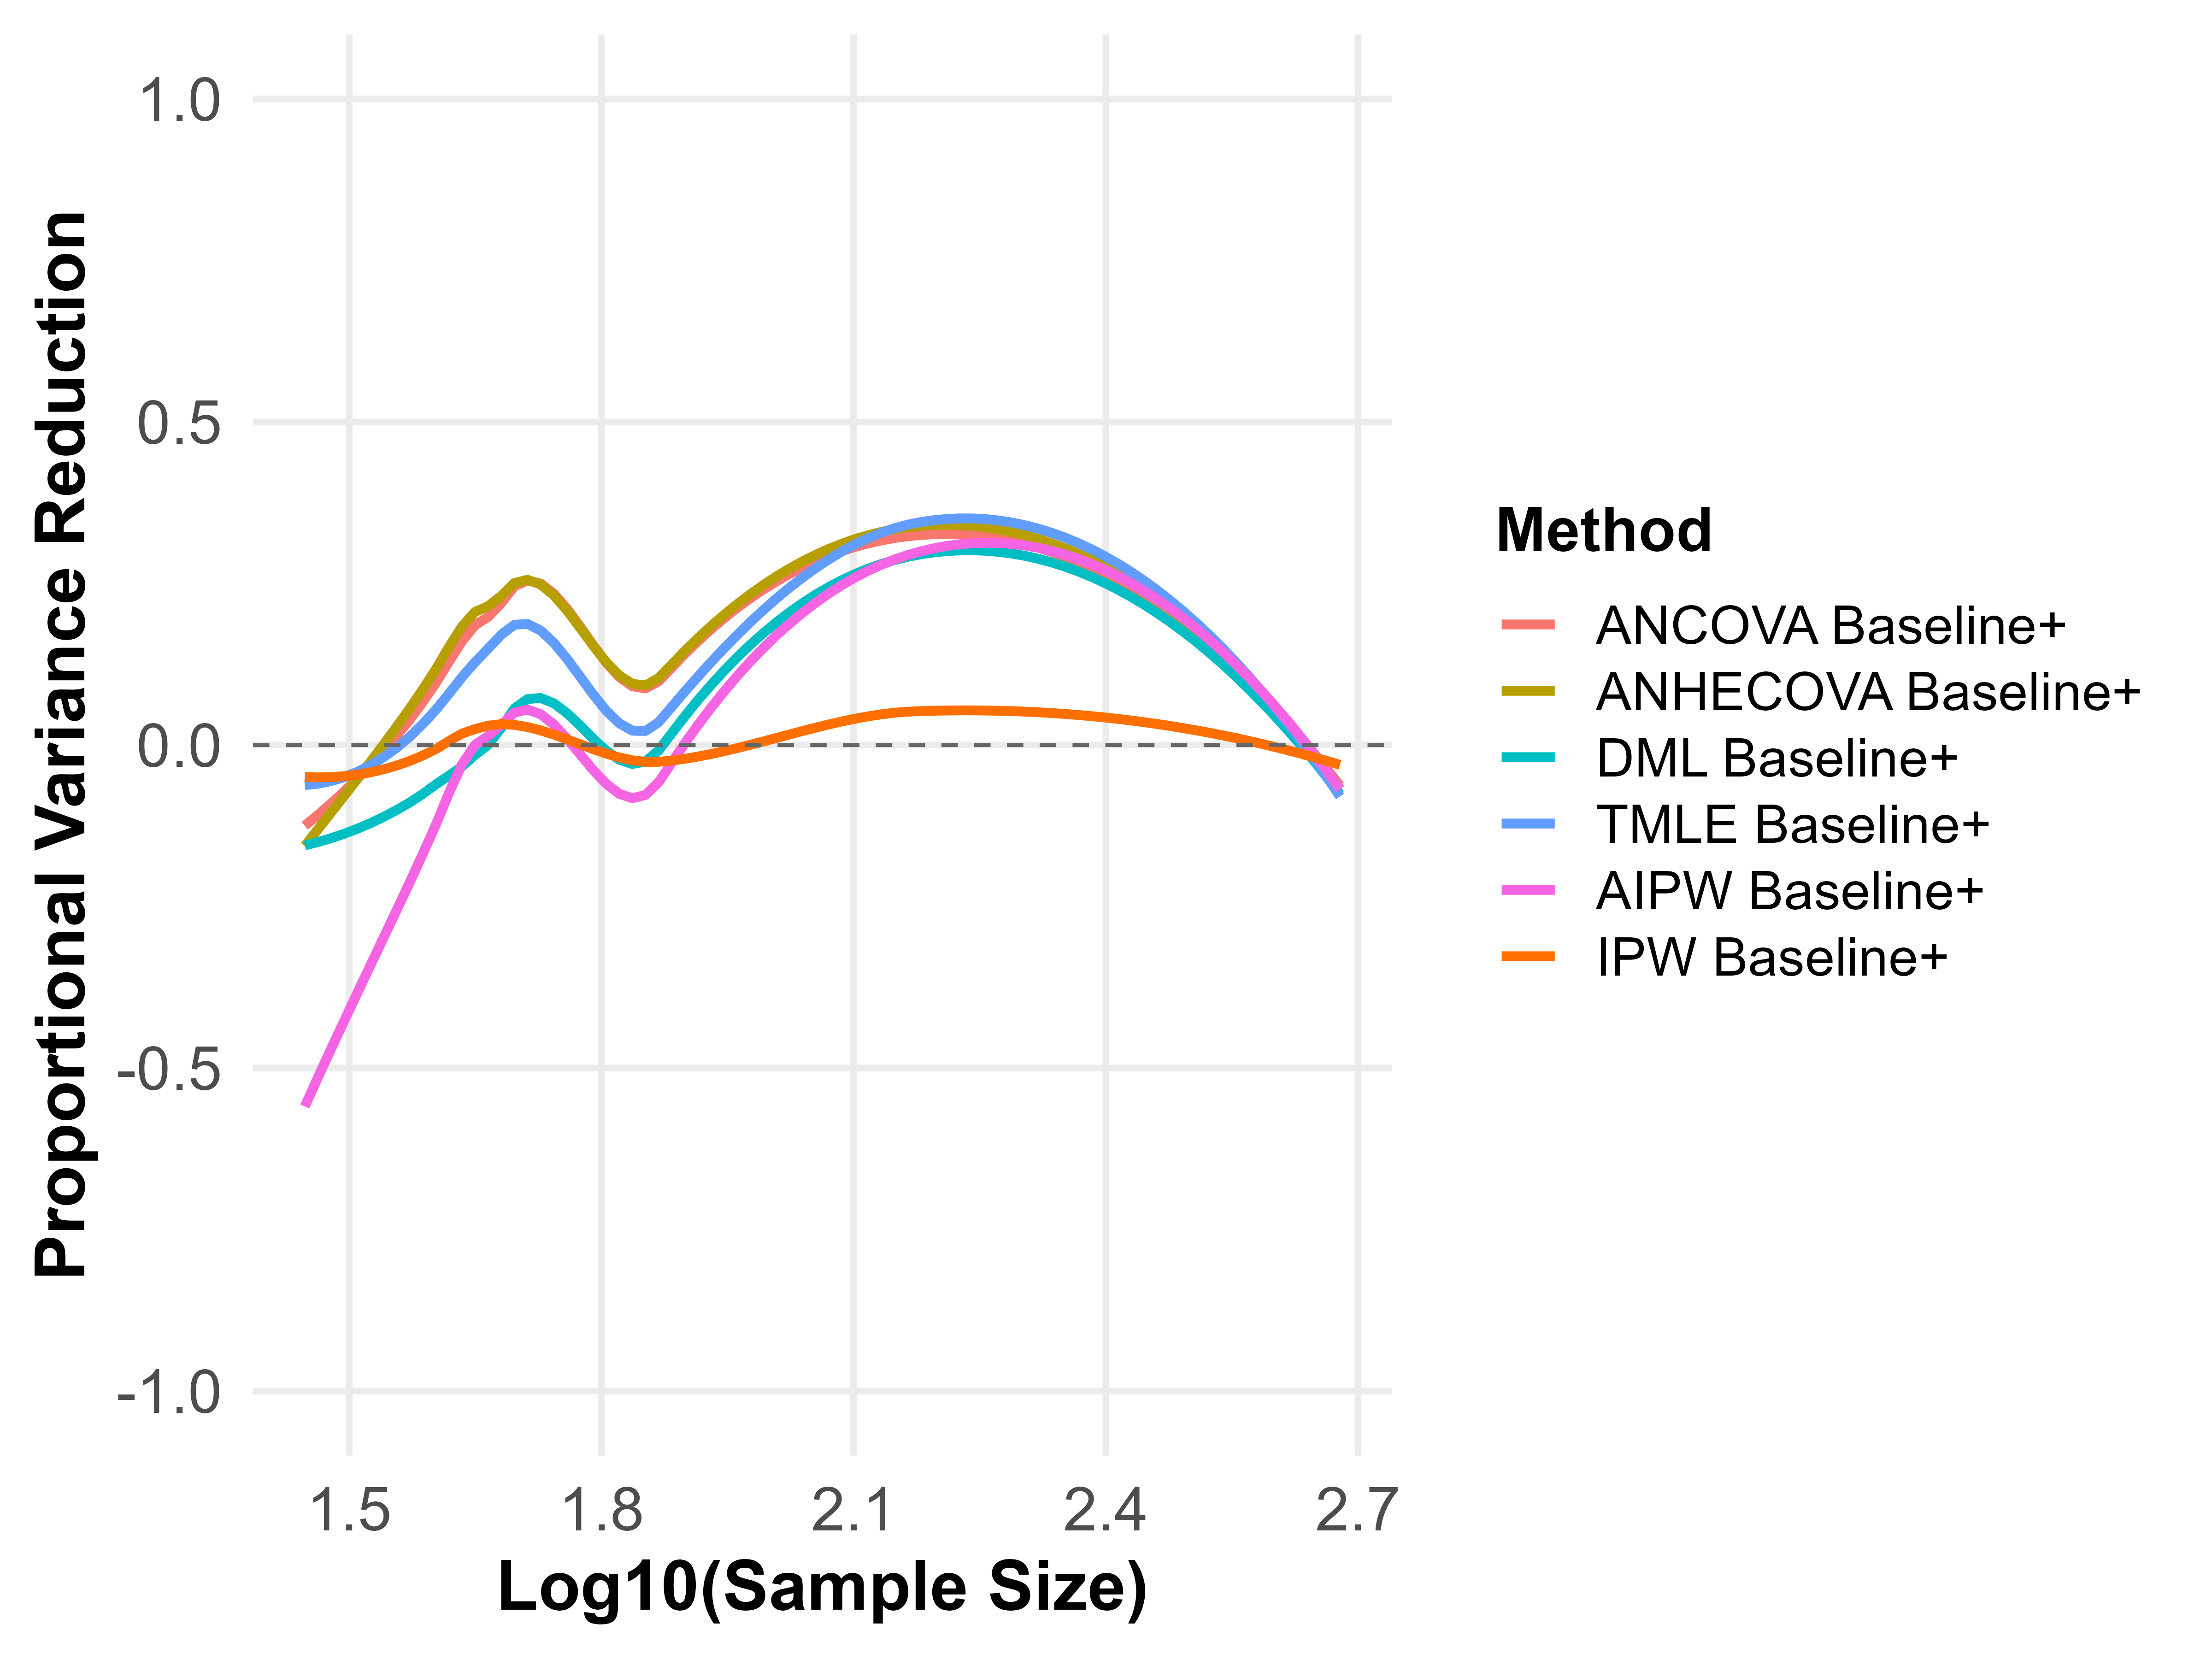 Proportional Variance Reduction
1.0
0.5
0.0
-0.5
-1.0
1.5
1.8
2.1
2.4
2.7
Log10(Sample Size)
Method
ANCOVA Baseline+
ANHECOVA Baseline+
DML Baseline+
TMLE Baseline+
AIPW Baseline+
IPW Baseline+